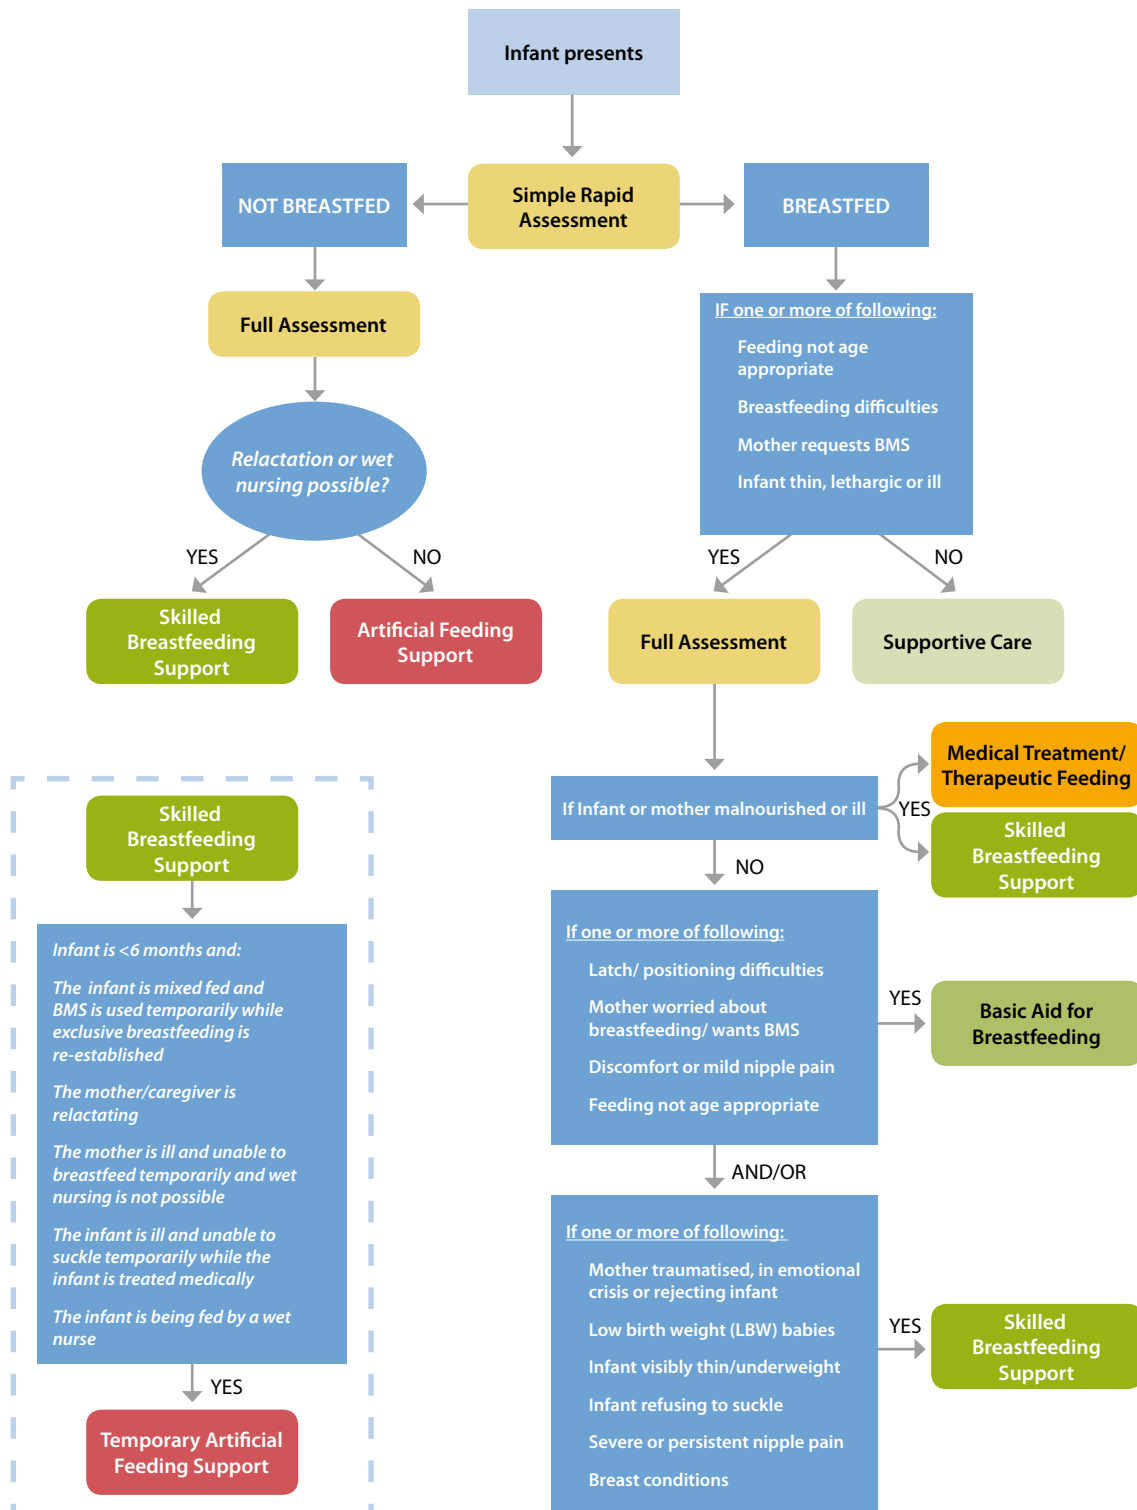 Infant presents
Simple Rapid
Assessment
NOT BREASTFED
BREASTFED
Full Assessment
Relactation or wet
nursing possible?
YES
NO
Skilled
Breastfeeding
Support
Artificial Feeding
Support
IF one or more of following:
Feeding not age
appropriate
Breastfeeding difficulties
Mother requests BMS
Infant thin, lethargic or ill
YES
NO
Full Assessment
Supportive Care
If Infant or mother malnourished or ill
YES
Medical Treatment/
Therapeutic Feeding
Skilled
Breastfeeding
Support
NO
If one or more of following:
Latch/ positioning difficulties
Mother worried about
breastfeeding/ wants BMS
Discomfort or mild nipple pain
Feeding not age appropriate
YES
Basic Aid for
Breastfeeding
AND/OR
If one or more of following:
Mother traumatised, in emotional
crisis or rejecting infant
Low birth weight (LBW) babies
Infant visibly thin/underweight
Infant refusing to suckle
Severe or persistent nipple pain
Breast conditions
YES
Skilled
Breastfeeding
Support
Skilled
Breastfeeding
Support
Infant is <6 months and:
The infant is mixed fed and
BMS is used temporarily while
exclusive breastfeeding is
re-established
The mother/caregiver is
relactating
The mother is ill and unable to
breastfeed temporarily and wet
nursing is not possible
The infant is ill and unable to
suckle temporarily while the
infant is treated medically
The infant is being fed by a wet
nurse
YES
Temporary Artificial
Feeding Support